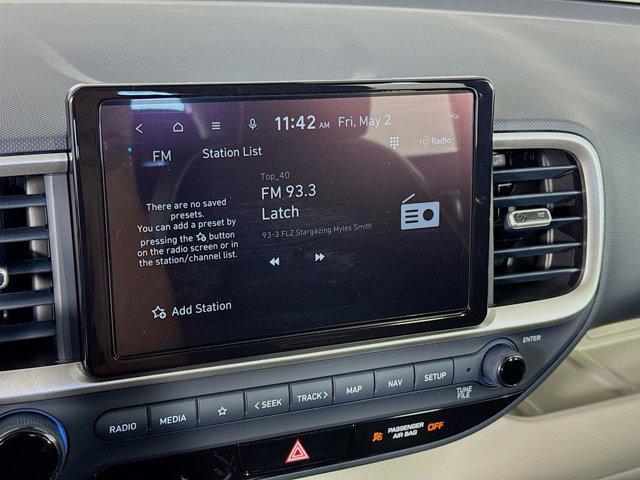 11:42 AM Fri, May 2
FM Station List
HD Radio
Top_40
FM 93.3
Latch
93-3 FLZ Stargazing Myles Smith
There are no saved
presets.
You can add a preset by
pressing the button
on the radio screen or in
the station/channel list.
Add Station
ENTER
RADIO MEDIA < SEEK TRACK > MAP NAV SETUP
TUNE
FILE
PASSENGER
AIR BAG OFF